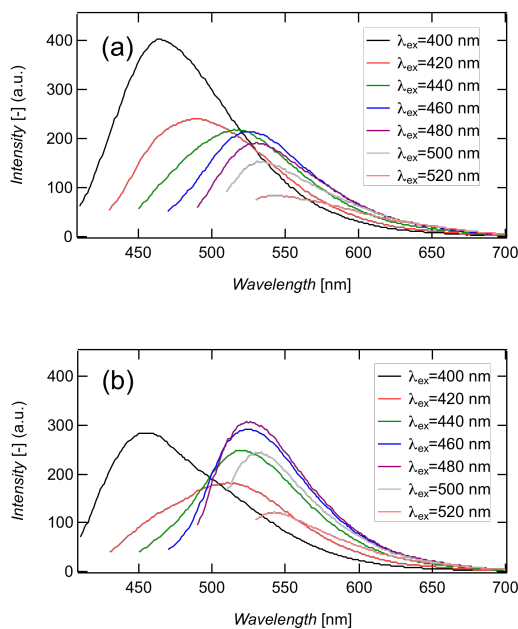 (a)
λex=400 nm
λex=420 nm
λex=440 nm
λex=460 nm
λex=480 nm
λex=500 nm
λex=520 nm
Intensity [-] (a.u.)
400
300
200
100
0
450 500 550 600 650 700
Wavelength [nm]
(b)
λex=400 nm
λex=420 nm
λex=440 nm
λex=460 nm
λex=480 nm
λex=500 nm
λex=520 nm
Intensity [-] (a.u.)
400
300
200
100
0
450 500 550 600 650 700
Wavelength [nm]